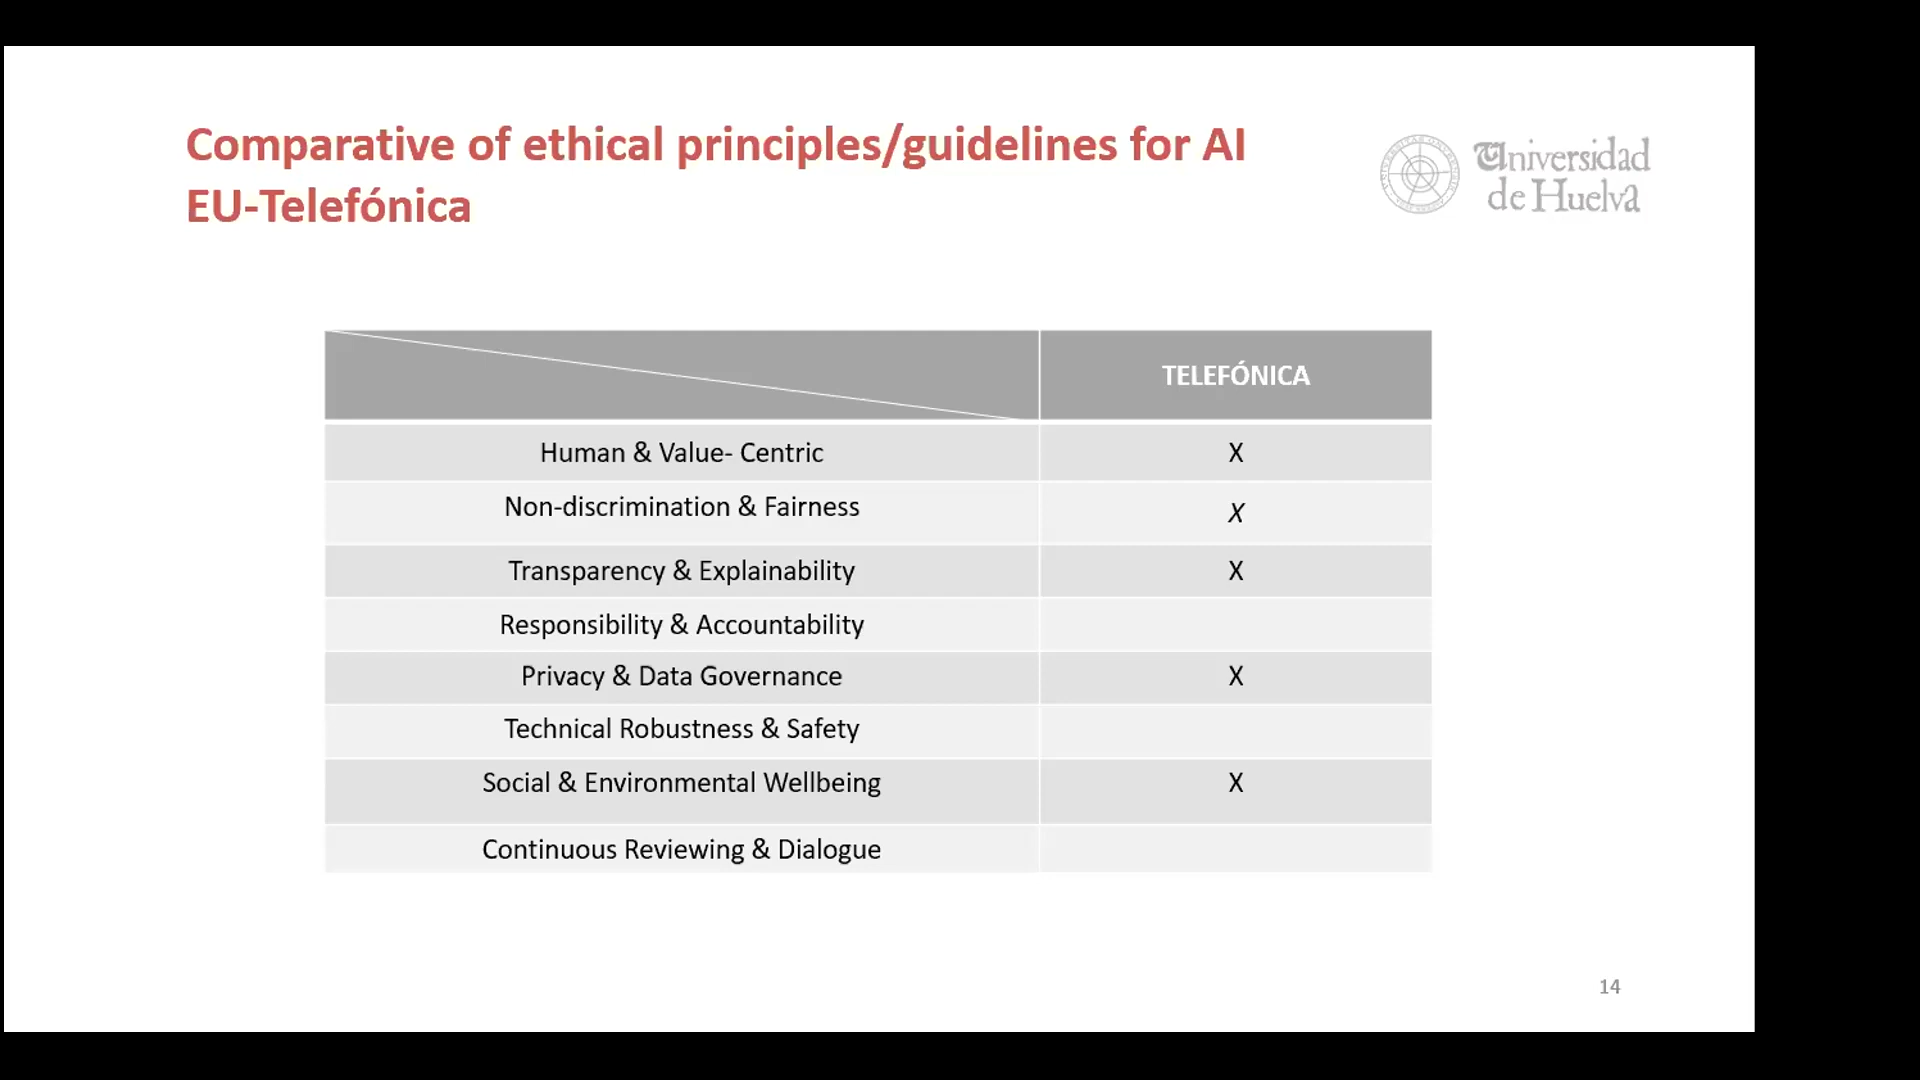 Comparative of ethical principles/guidelines for AI
EU-Telefónica
Universidad
de Huelva
TELEFÓNICA
Human & Value- Centric X
Non-discrimination & Fairness X
Transparency & Explainability X
Responsibility & Accountability
Privacy & Data Governance X
Technical Robustness & Safety
Social & Environmental Wellbeing X
Continuous Reviewing & Dialogue
14